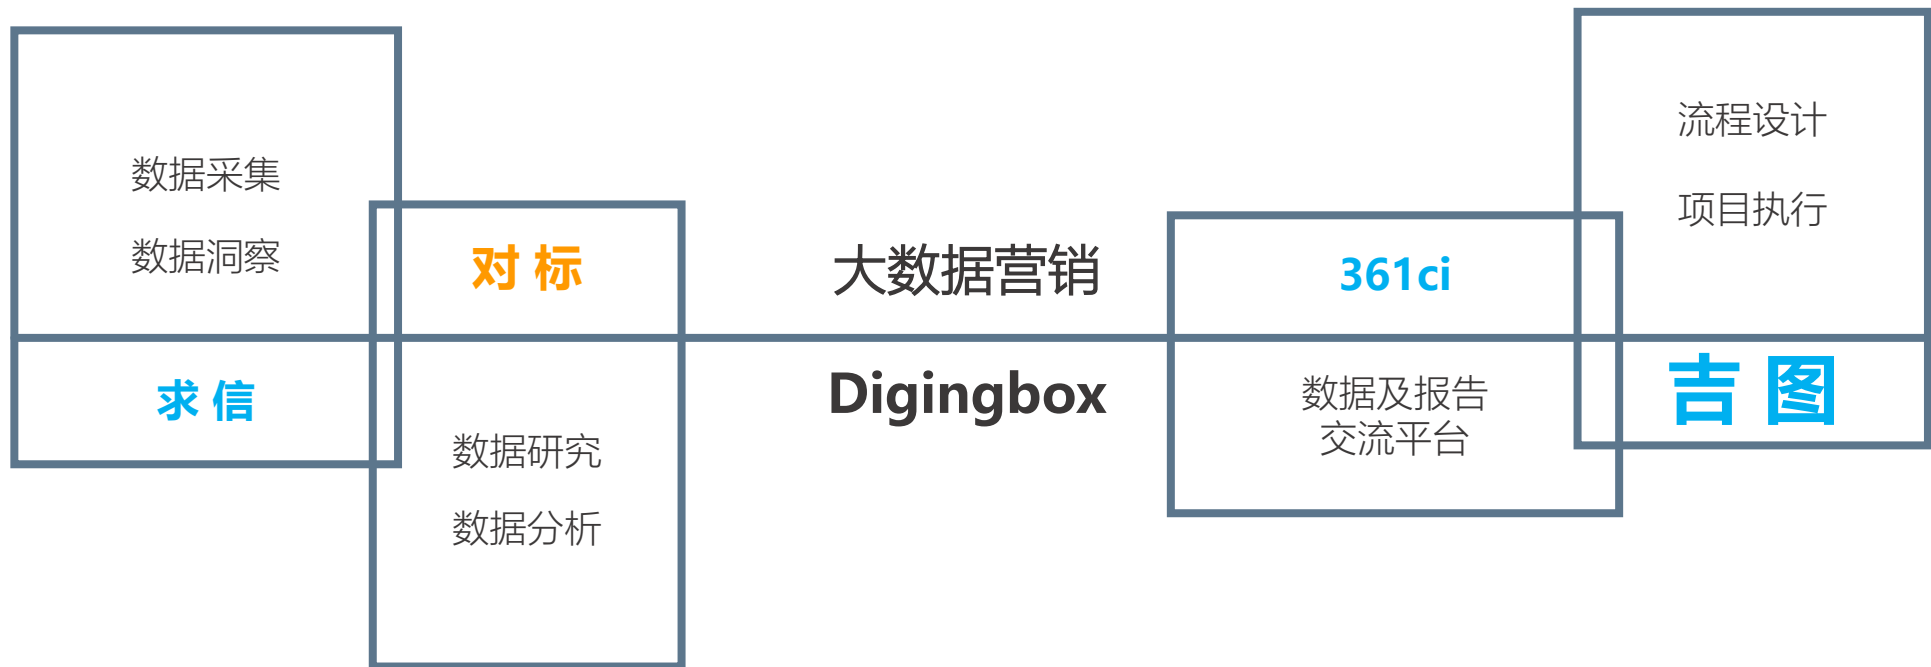 数据采集
数据洞察
求 信
对 标
数据研究
数据分析
大数据营销
Digingbox
361ci
数据及报告
交流平台
流程设计
项目执行
吉 图